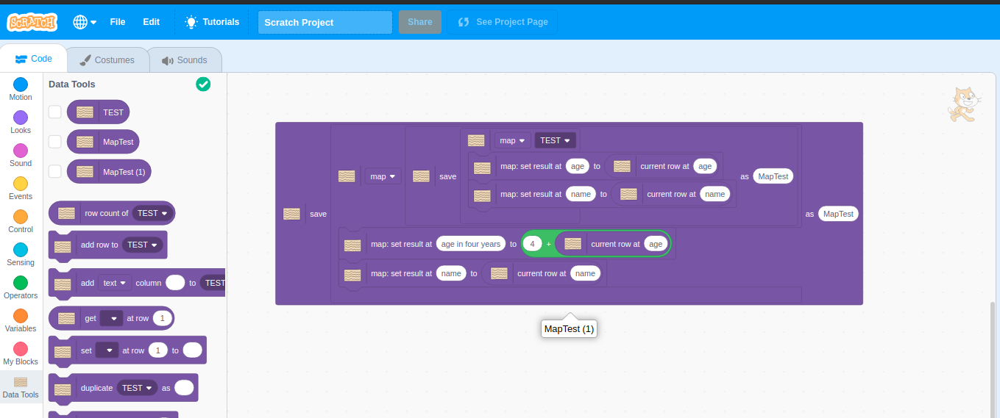 SCRATCH File Edit Tutorials Scratch Project Share See Project Page
Code Costumes Sounds
Motion
Looks
Sound
Events
Control
Sensing
Operators
Variables
My Blocks
Data Tools
Data Tools
TEST
MapTest
MapTest (1)
row count of TEST
add row to TEST
add text column to TEST
get at row 1
set at row 1 to
duplicate TEST as
map TEST
map: set result at age to current row at age
map save as MapTest
map: set result at name to current row at name
save as MapTest
map: set result at age in four years to 4 + current row at age
map: set result at name to current row at name
MapTest (1)